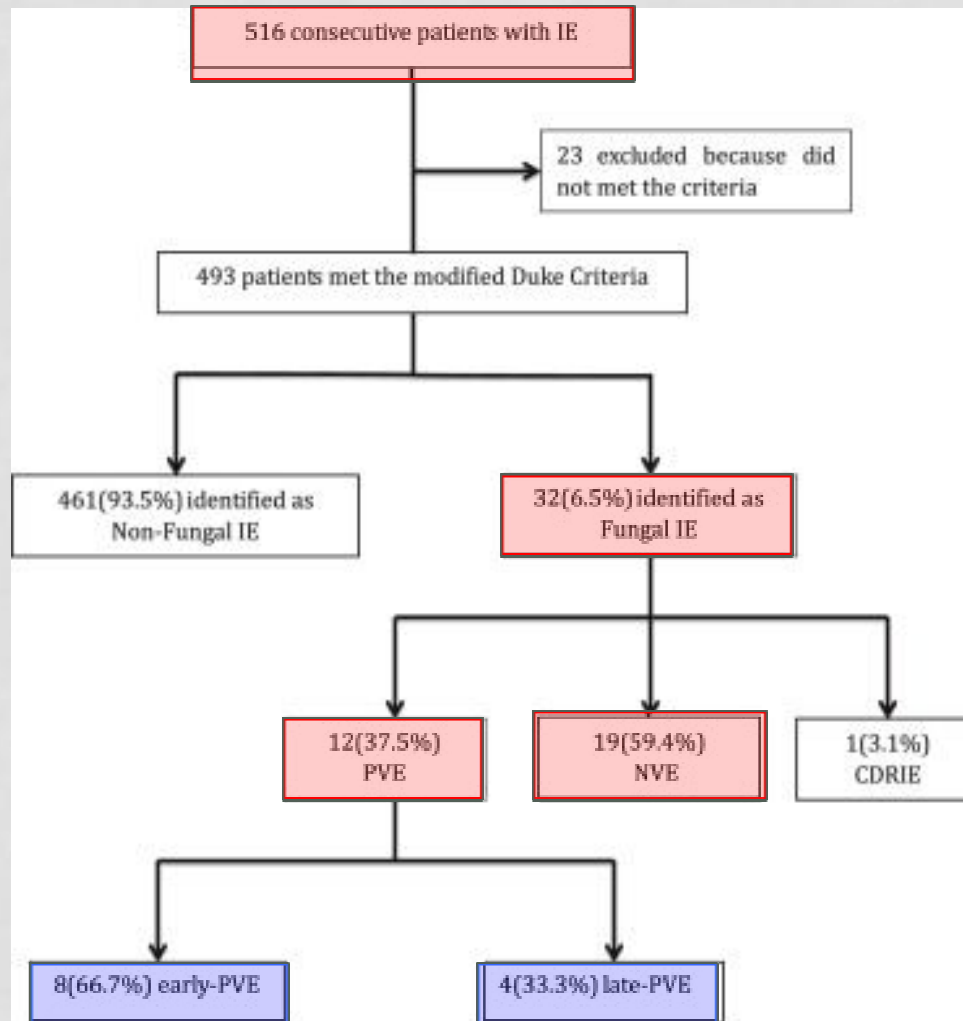 516 consecutive patients with IE
23 excluded because did
not met the criteria
493 patients met the modified Duke Criteria
461(93.5%) identified as
Non-Fungal IE
32(6.5%) identified as
Fungal IE
12(37.5%)
PVE
19(59.4%)
NVE
1(3.1%)
CDRIE
8(66.7%) early-PVE
4(33.3%) late-PVE